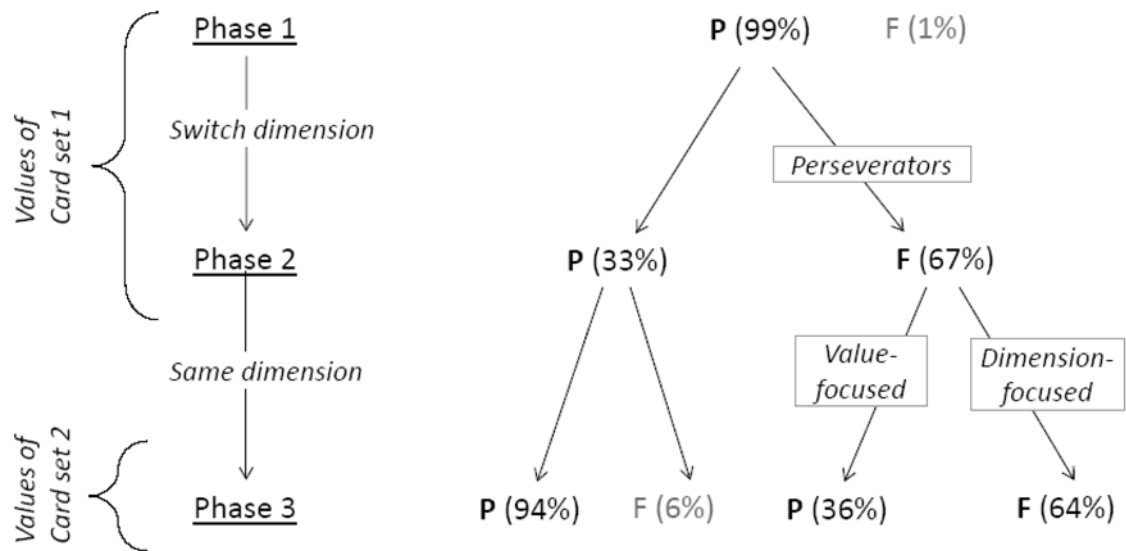 Phase 1
P (99%) F (1%)
Values of
Card set 1
Switch dimension
Perseverators
Phase 2
P (33%) F (67%)
Same dimension
Value-
focused
Dimension-
focused
Values of
Card set 2
Phase 3
P (94%) F (6%) P (36%) F (64%)